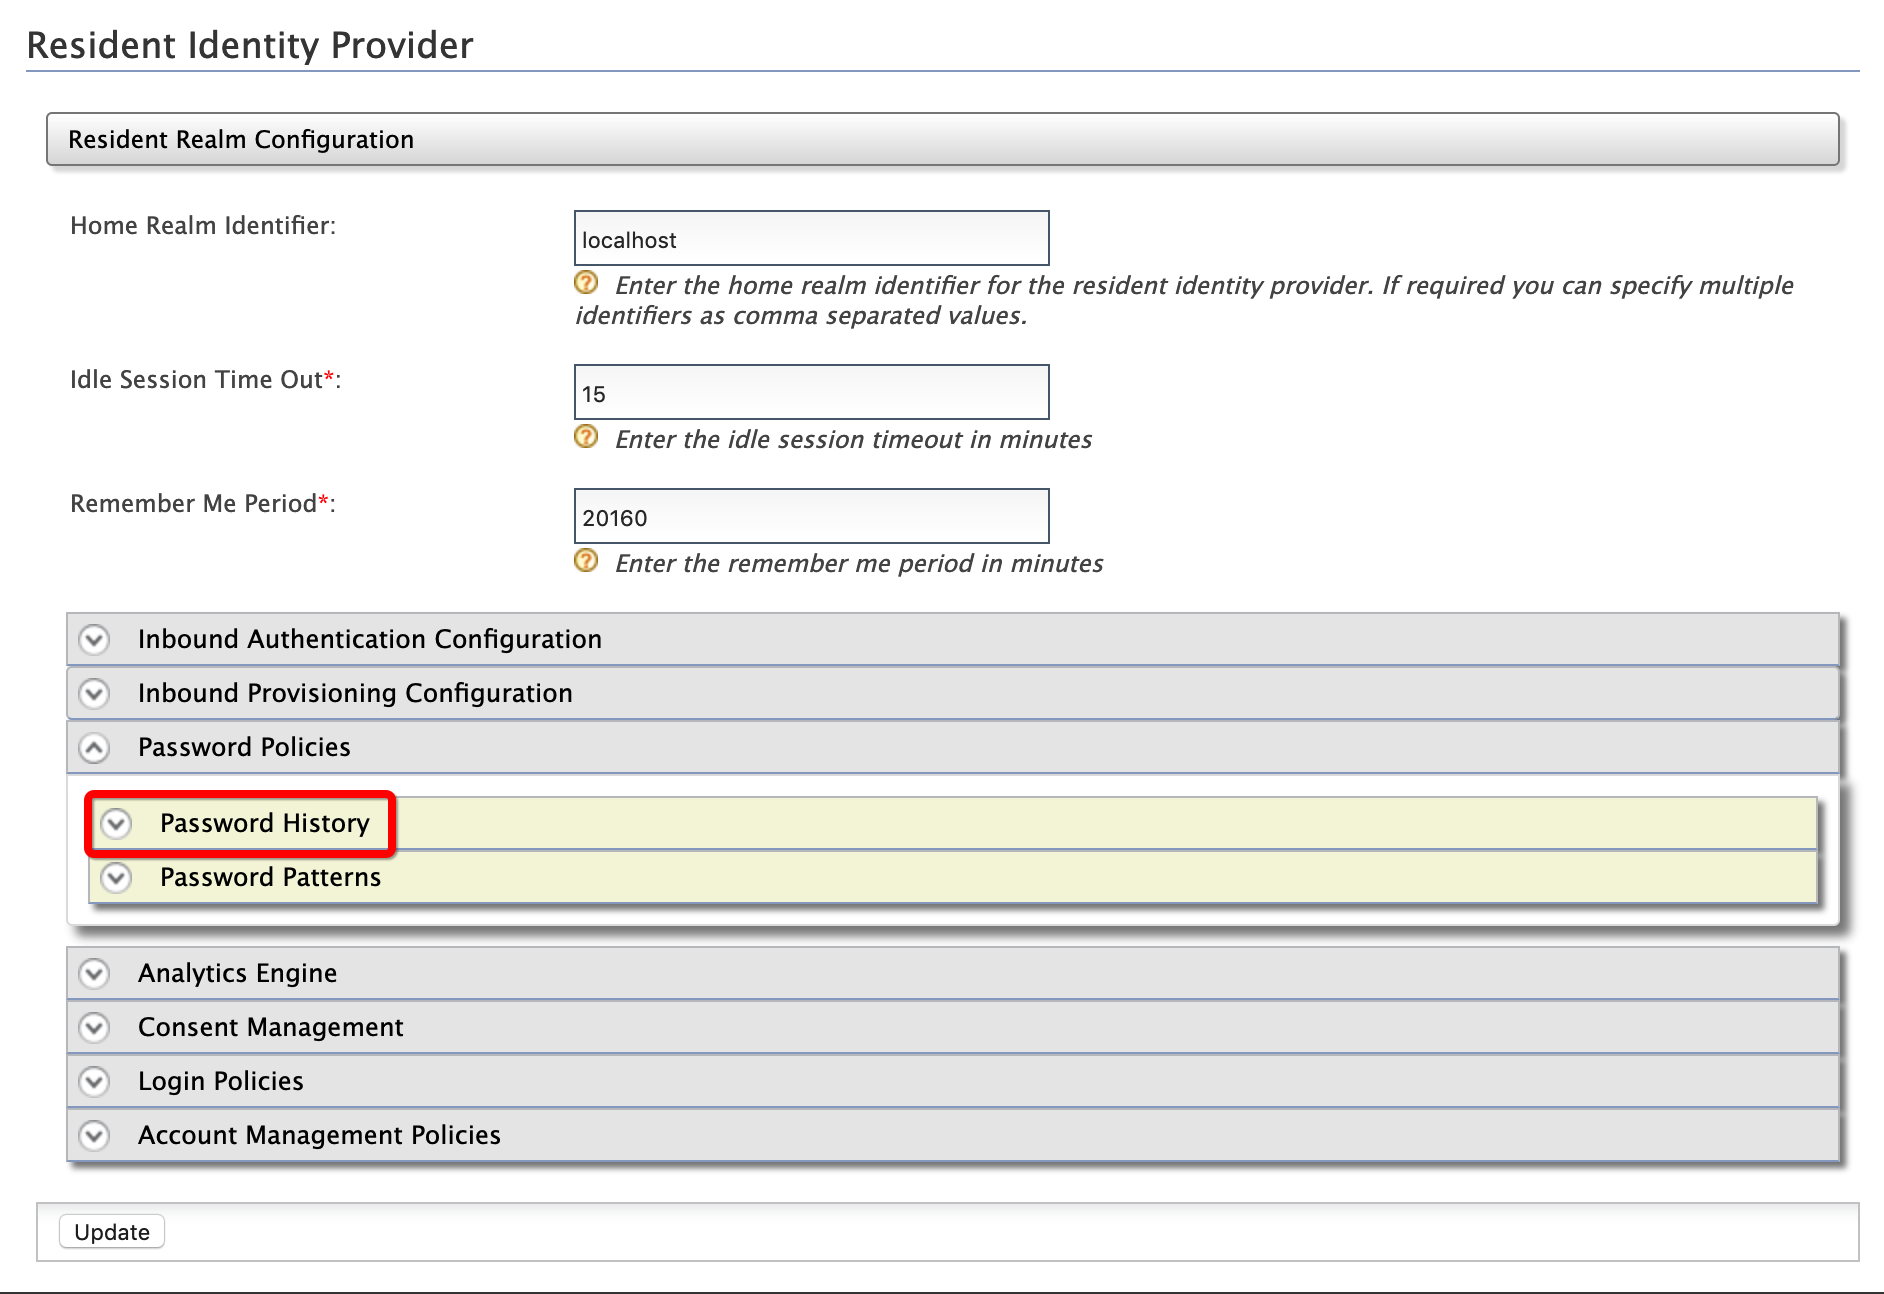 Resident Identity Provider
Resident Realm Configuration
Home Realm Identifier:
localhost
Enter the home realm identifier for the resident identity provider. If required you can specify multiple
identifiers as comma separated values.
Idle Session Time Out*:
15
Enter the idle session timeout in minutes
Remember Me Period*:
20160
Enter the remember me period in minutes
Inbound Authentication Configuration
Inbound Provisioning Configuration
Password Policies
Password History
Password Patterns
Analytics Engine
Consent Management
Login Policies
Account Management Policies
Update